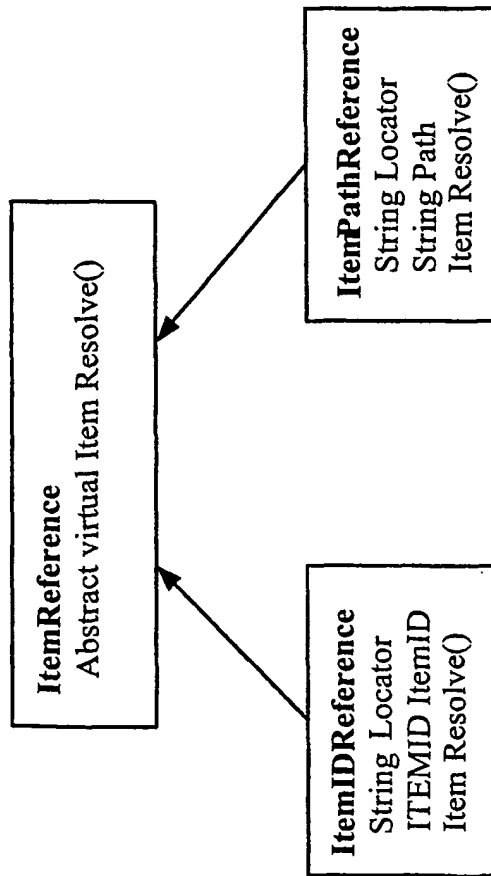 ItemReference
Abstract virtual Item Resolve()
ItemIDReference
String Locator
ITEMID ItemID
Item Resolve()
ItemPathReference
String Locator
String Path
Item Resolve()